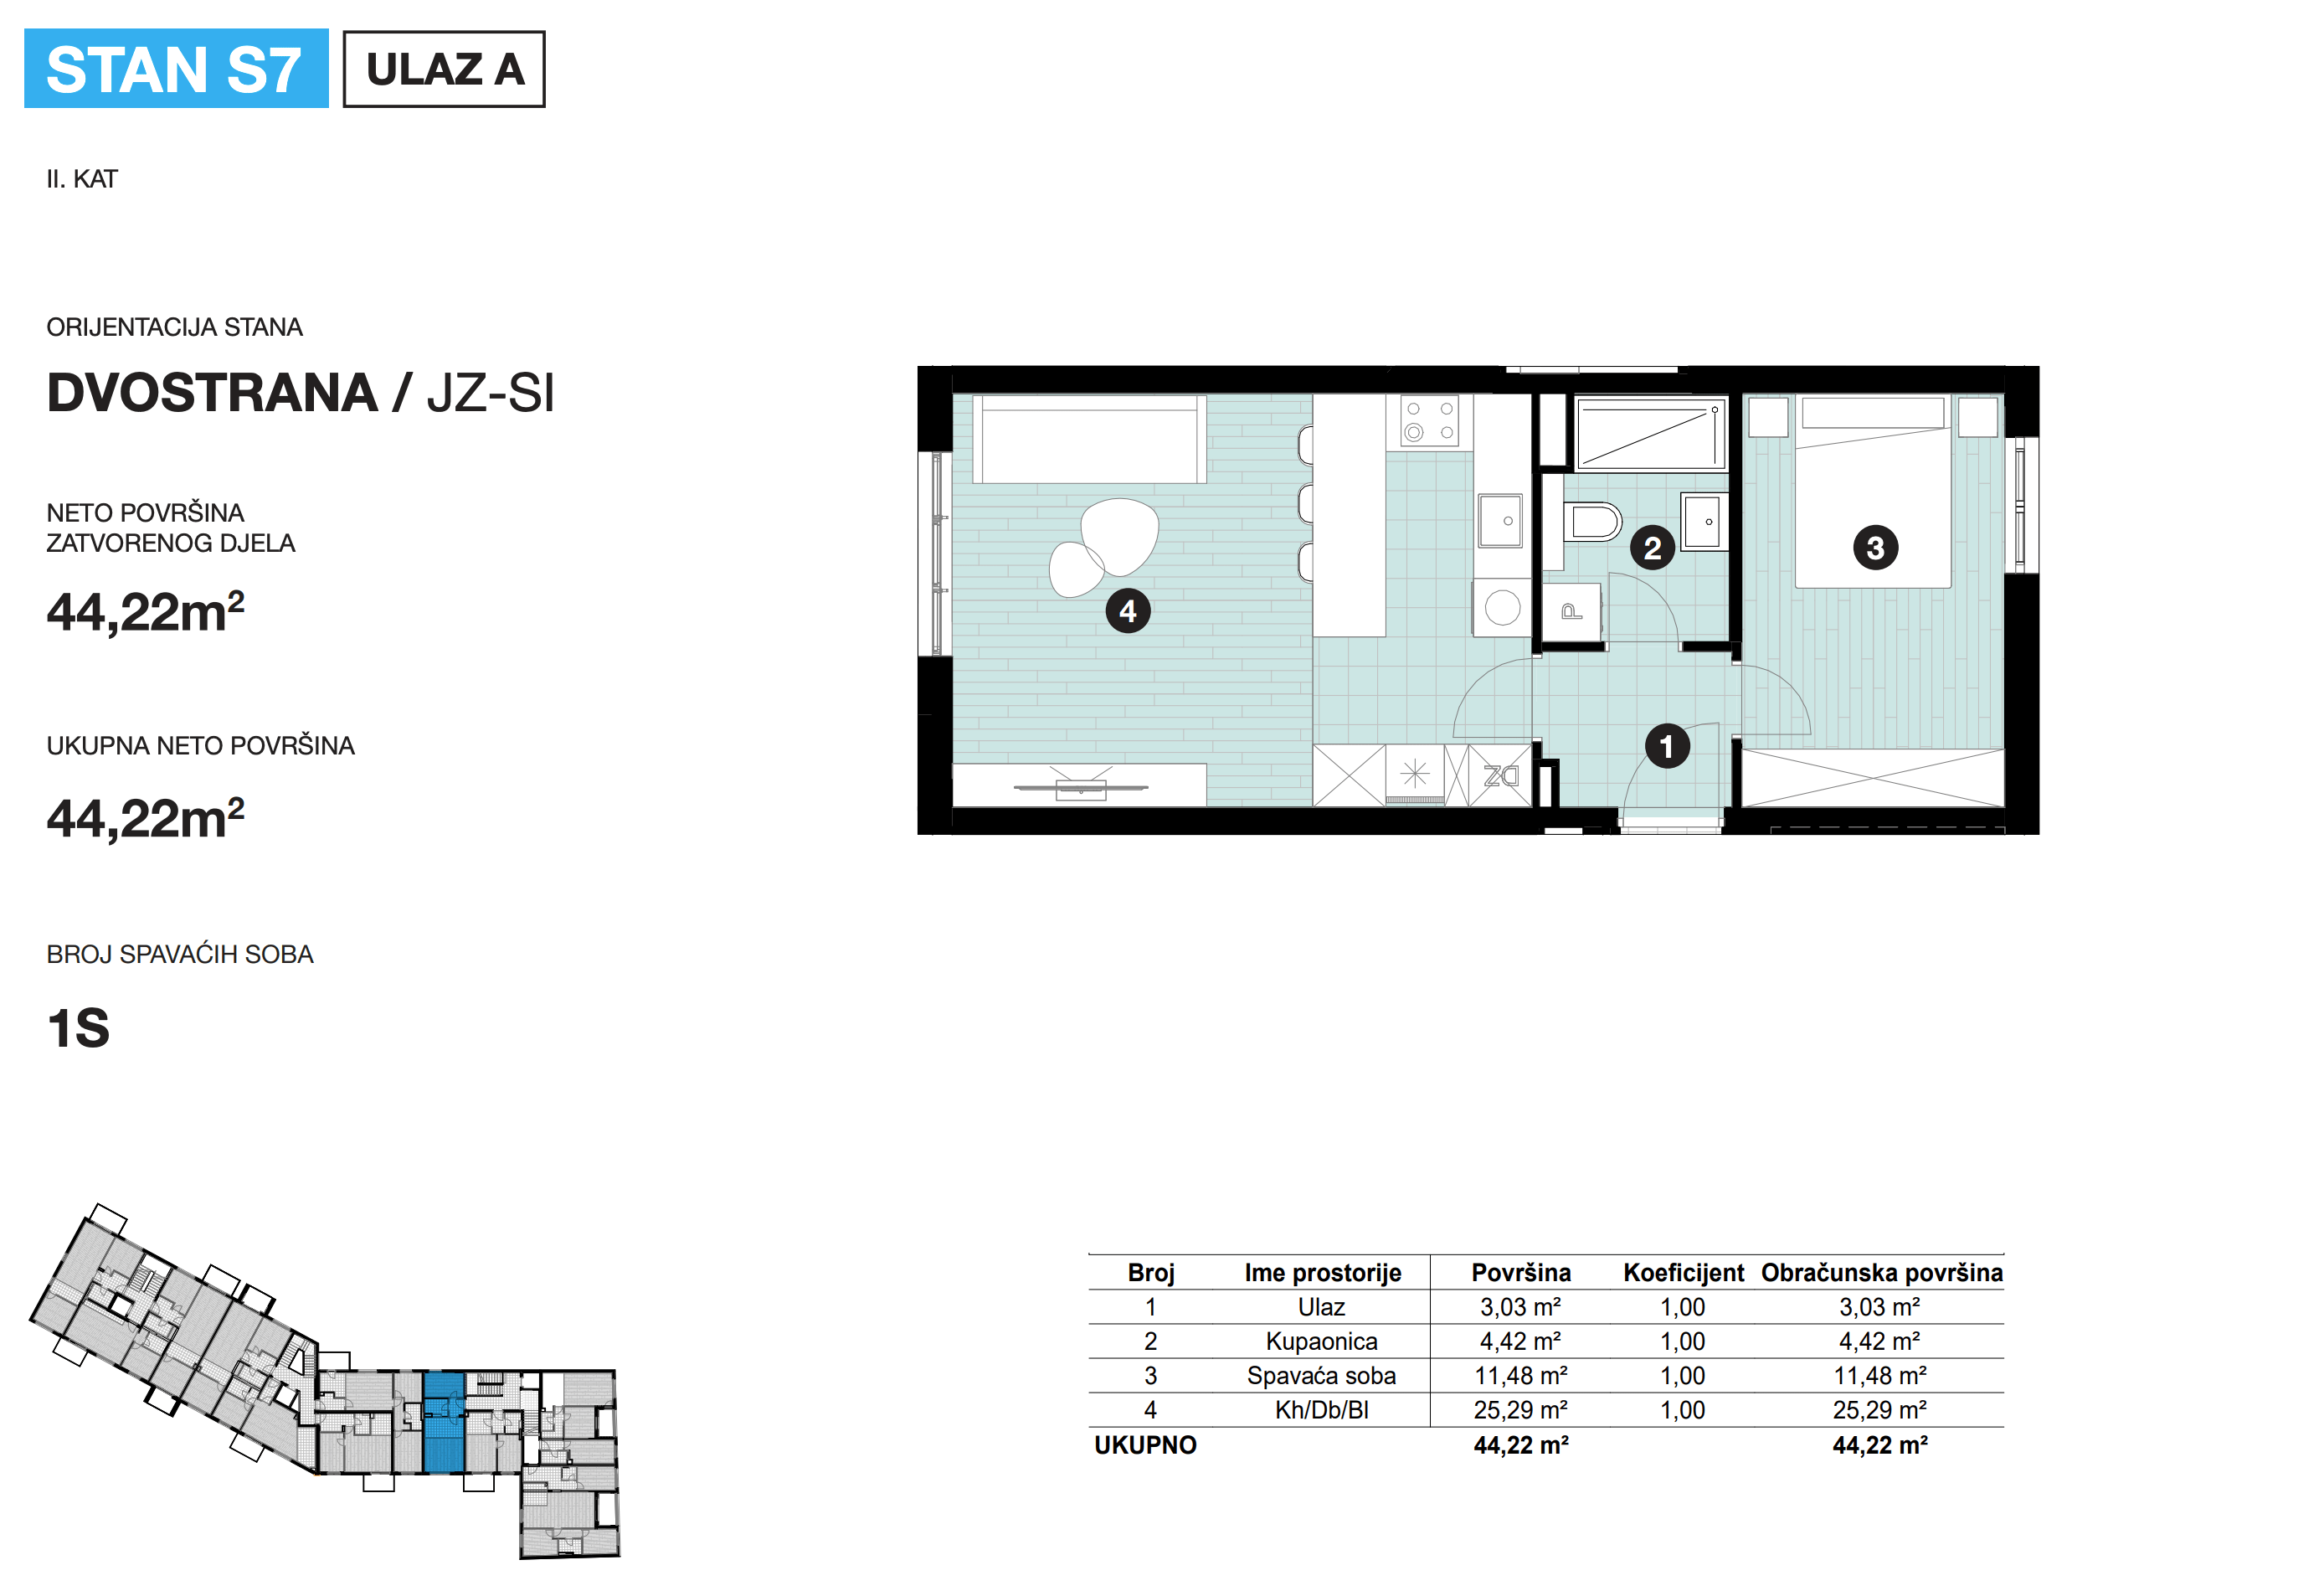 STAN S7
ULAZ A
II. KAT
ORIJENTACIJA STANA
DVOSTRANA / JZ-SI
NETO POVRŠINA
ZATVORENOG DJELA
44,22m²
UKUPNA NETO POVRŠINA
44,22m²
BROJ SPAVAĆIH SOBA
1S
4
2
3
P
1
DZ
Broj Ime prostorije Površina Koeficijent Obračunska površina
1 Ulaz 3,03 m² 1,00 3,03 m²
2 Kupaonica 4,42 m² 1,00 4,42 m²
3 Spavaća soba 11,48 m² 1,00 11,48 m²
4 Kh/Db/Bl 25,29 m² 1,00 25,29 m²
UKUPNO 44,22 m² 44,22 m²